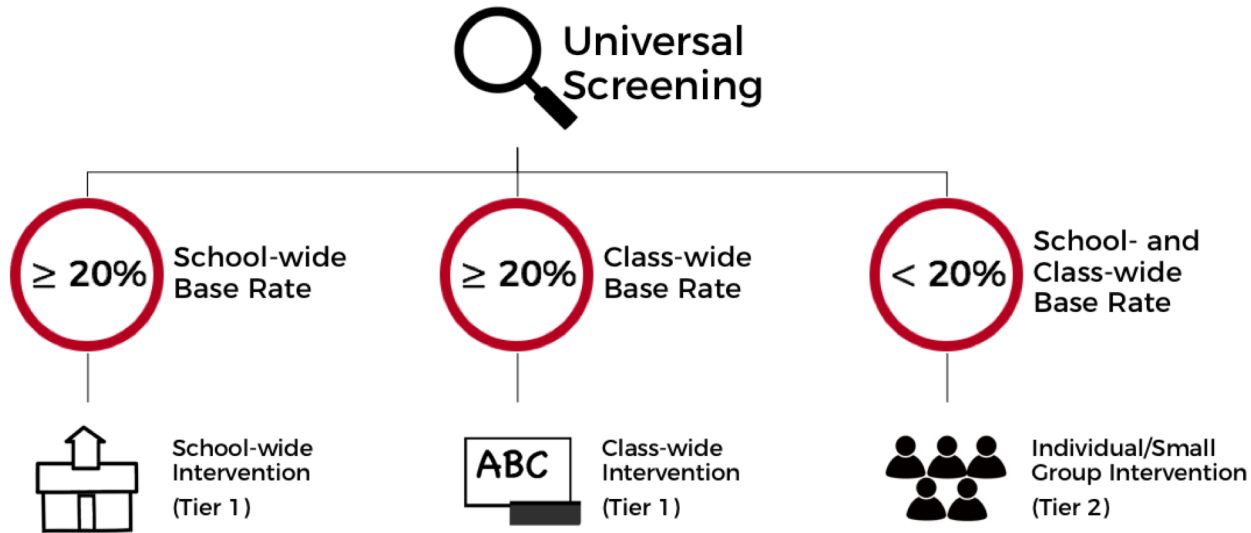 Universal
Screening
≥ 20%
School-wide
Base Rate
≥ 20%
Class-wide
Base Rate
< 20%
School- and
Class-wide
Base Rate
School-wide
Intervention
(Tier 1)
ABC
Class-wide
Intervention
(Tier 1)
Individual/Small
Group Intervention
(Tier 2)